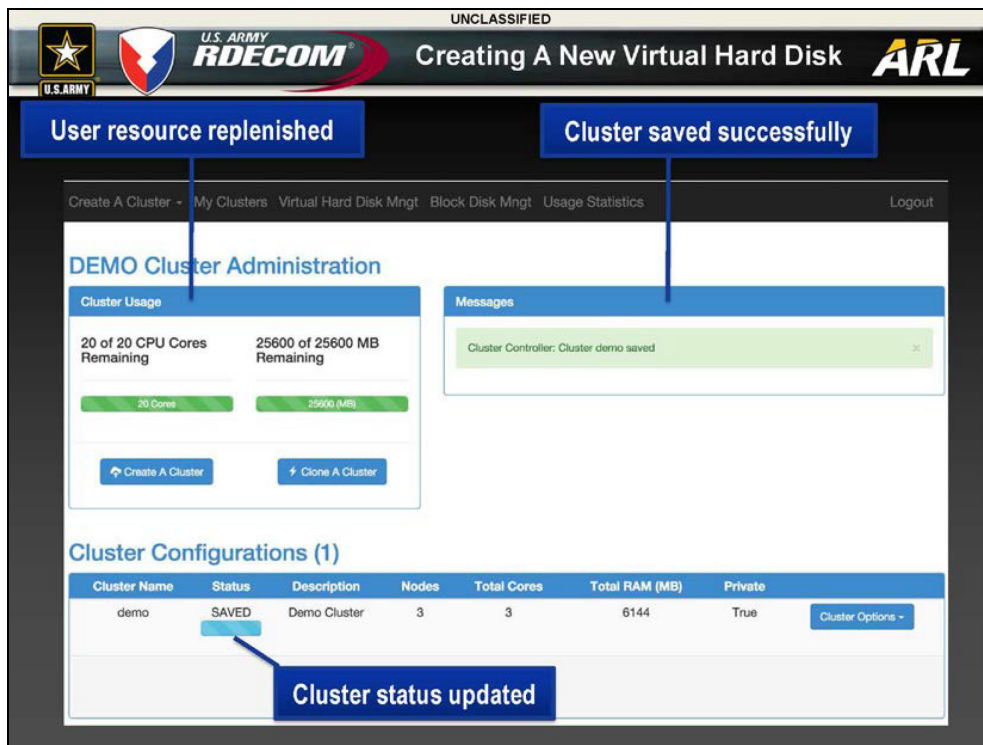 UNCLASSIFIED
U.S. ARMY
RDECOM®
Creating A New Virtual Hard Disk
ARL
U.S.ARMY
User resource replenished
Cluster saved successfully
Create A Cluster My Clusters Virtual Hard Disk Mngt Block Disk Mngt Usage Statistics Logout
DEMO Cluster Administration
Cluster Usage
20 of 20 CPU Cores
Remaining
25600 of 25600 MB
Remaining
20 Cores
25600 (MB)
Create A Cluster
Clone A Cluster
Messages
Cluster Controller: Cluster demo saved ×
Cluster Configurations (1)
Cluster Name Status Description Nodes Total Cores Total RAM (MB) Private
demo SAVED Demo Cluster 3 3 6144 True Cluster Options
Cluster status updated